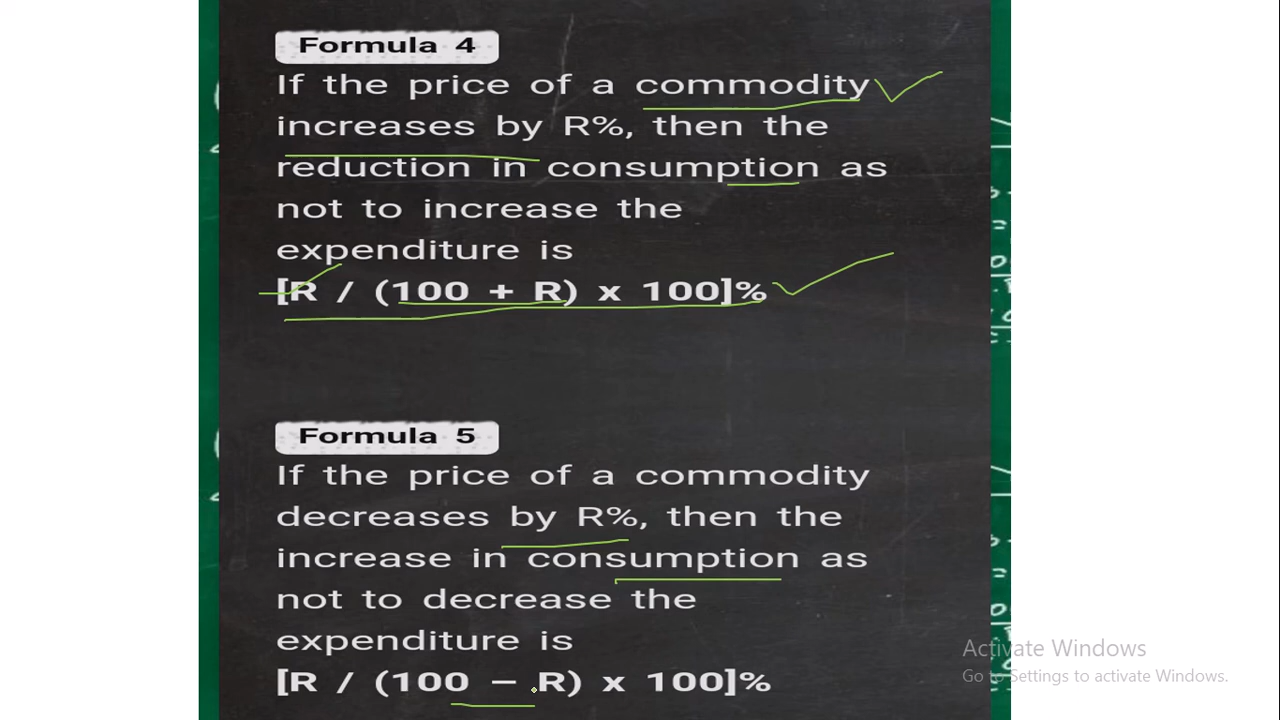 Formula 4
If the price of a commodity
increases by R%, then the
reduction in consumption as
not to increase the
expenditure is
[R / (100 + R) x 100]%
Formula 5
If the price of a commodity
decreases by R%, then the
increase in consumption as
not to decrease the
expenditure is
[R / (100 – R) x 100]%
Activate Windows
Go to Settings to activate Windows.